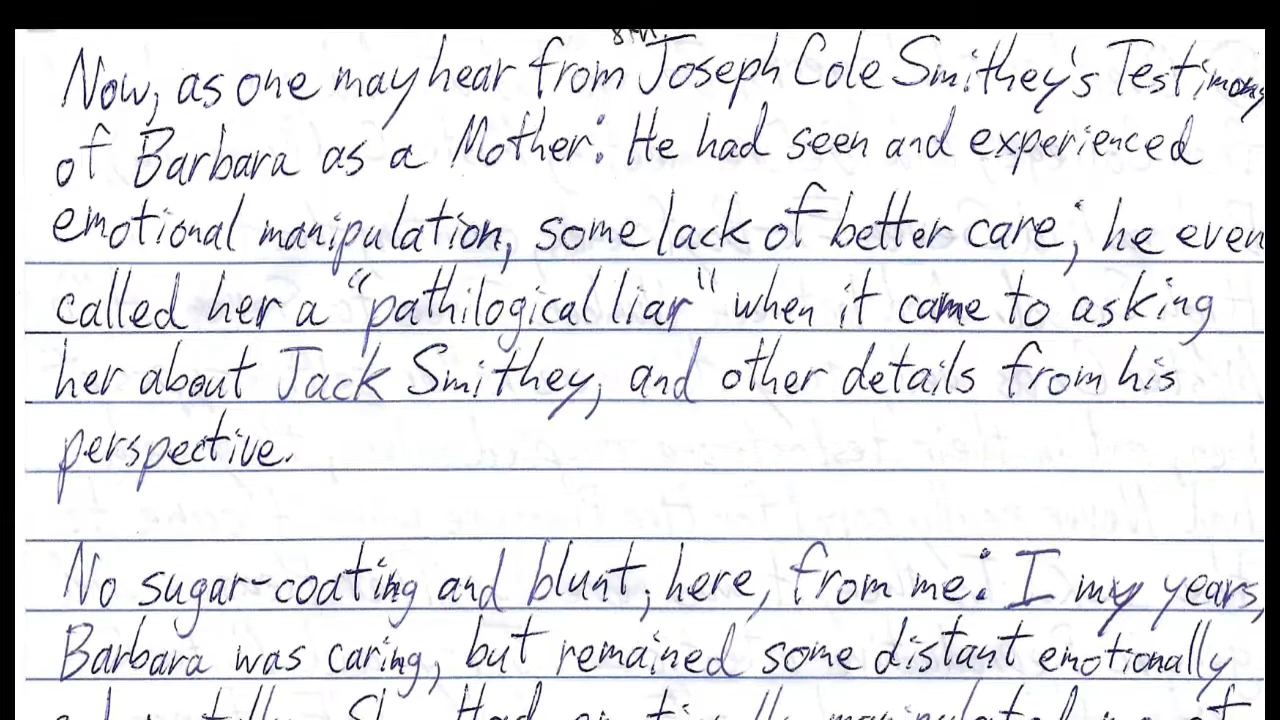 Now, as one may hear from Joseph Cole Smithey's Testimony
of Barbara as a Mother: He had seen and experienced
emotional manipulation, some lack of better care; he even
called her a "pathilogical liar" when it came to asking
her about Jack Smithey, and other details from his
perspective.
No sugar-coating and blunt, here, from me: I my years,
Barbara was caring, but remained some distant emotionally